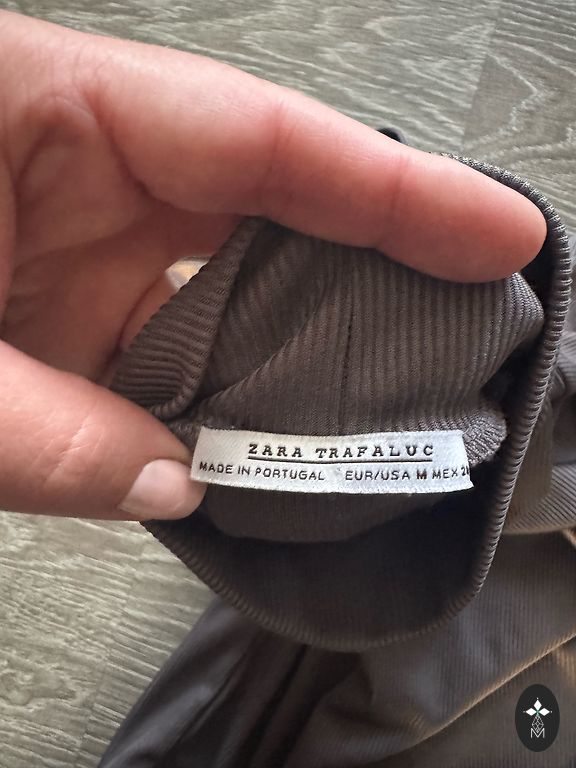 ZARA TRAFALUC
MADE IN PORTUGAL EUR/USA M MEX
M